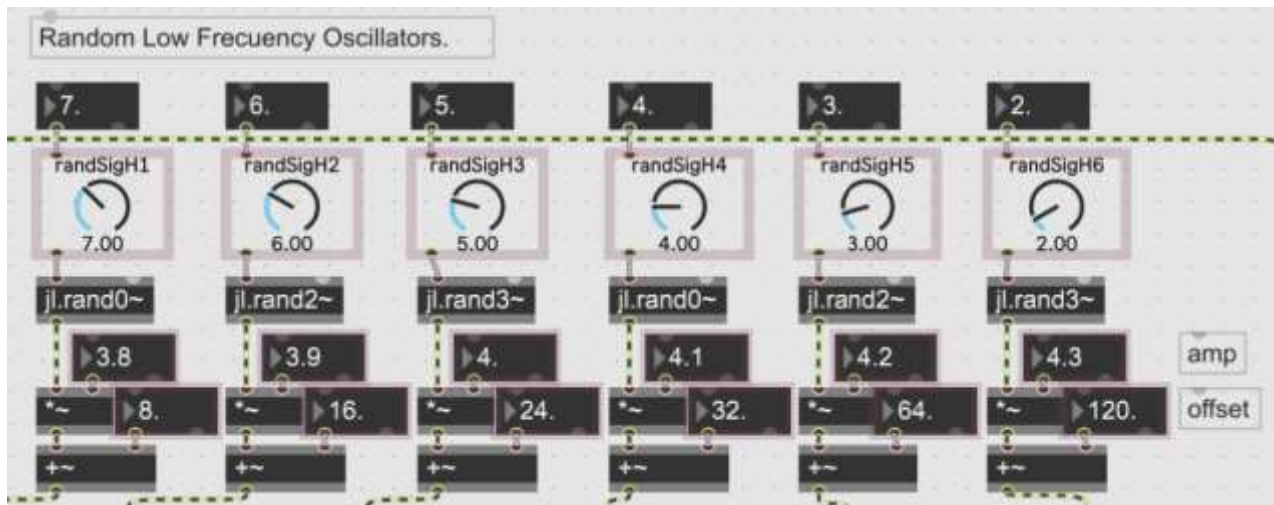 Random Low Frecuency Oscillators.
7. 6. 5. 4. 3. 2.
randSigH1 randSigH2 randSigH3 randSigH4 randSigH5 randSigH6
7.00 6.00 5.00 4.00 3.00 2.00
jl.rand0~ jl.rand2~ jl.rand3~ jl.rand0~ jl.rand2~ jl.rand3~
3.8 3.9 4. 4.1 4.2 4.3 amp
*~ 8. *~ 16. *~ 24. *~ 32. *~ 64. *~ 120. offset
+~ +~ +~ +~ +~ +~